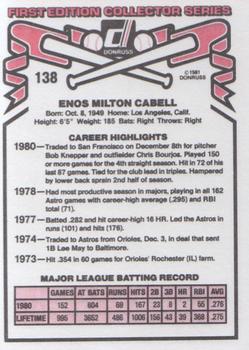 FIRST EDITION COLLECTOR SERIES
DONRUSS
138
©1981
DONRUSS
ENOS MILTON CABELL
Born: Oct. 8, 1949 Home: Los Angeles, Calif.
Height: 6'5" Weight: 185 Bats: Right Throws: Right
CAREER HIGHLIGHTS
1980—Traded to San Francisco on December 8th for pitcher
Bob Knepper and outfielder Chris Bourjos. Played 150
or more games for the 4th straight season. Hit in 72 of his
last 87 games. Tied for the club lead in triples. Hampered
by lower back sprain 2nd half of season.
1978—Had most productive season in majors, playing in all 162
Astro games with career-high average (.295) and RBI
total (71).
1977—Batted .282 and hit career-high 16 HR. Led the Astros in
runs (101) and hits (176).
1974—Traded to Astros from Orioles, Dec. 3, in deal that sent
1B Lee May to Baltimore.
1973—Hit .354 in 60 games for Orioles' Rochester (IL) farm.
MAJOR LEAGUE BATTING RECORD
GAMES AT BATS RUNS HITS 2B 3B HR RBI AVG.
1980 152 604 69 167 23 8 2 55 .276
LIFETIME 995 3652 486 1008 156 43 39 368 .275